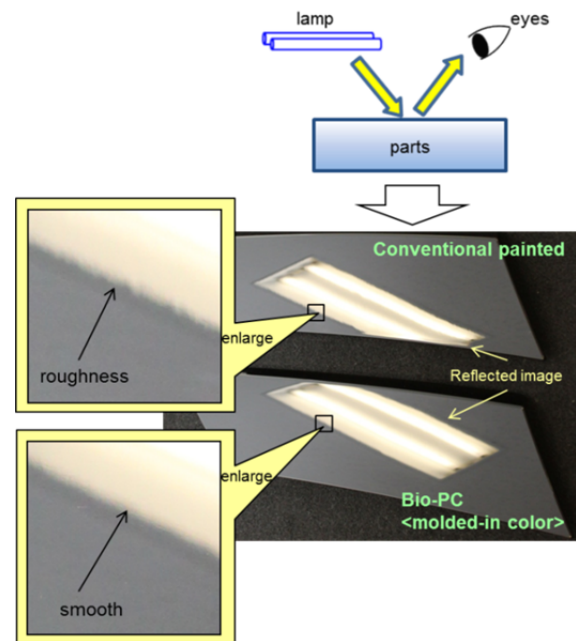 lamp
eyes
parts
Conventional painted
enlarge
roughness
Reflected image
enlarge
Bio-PC
<molded-in color>
smooth